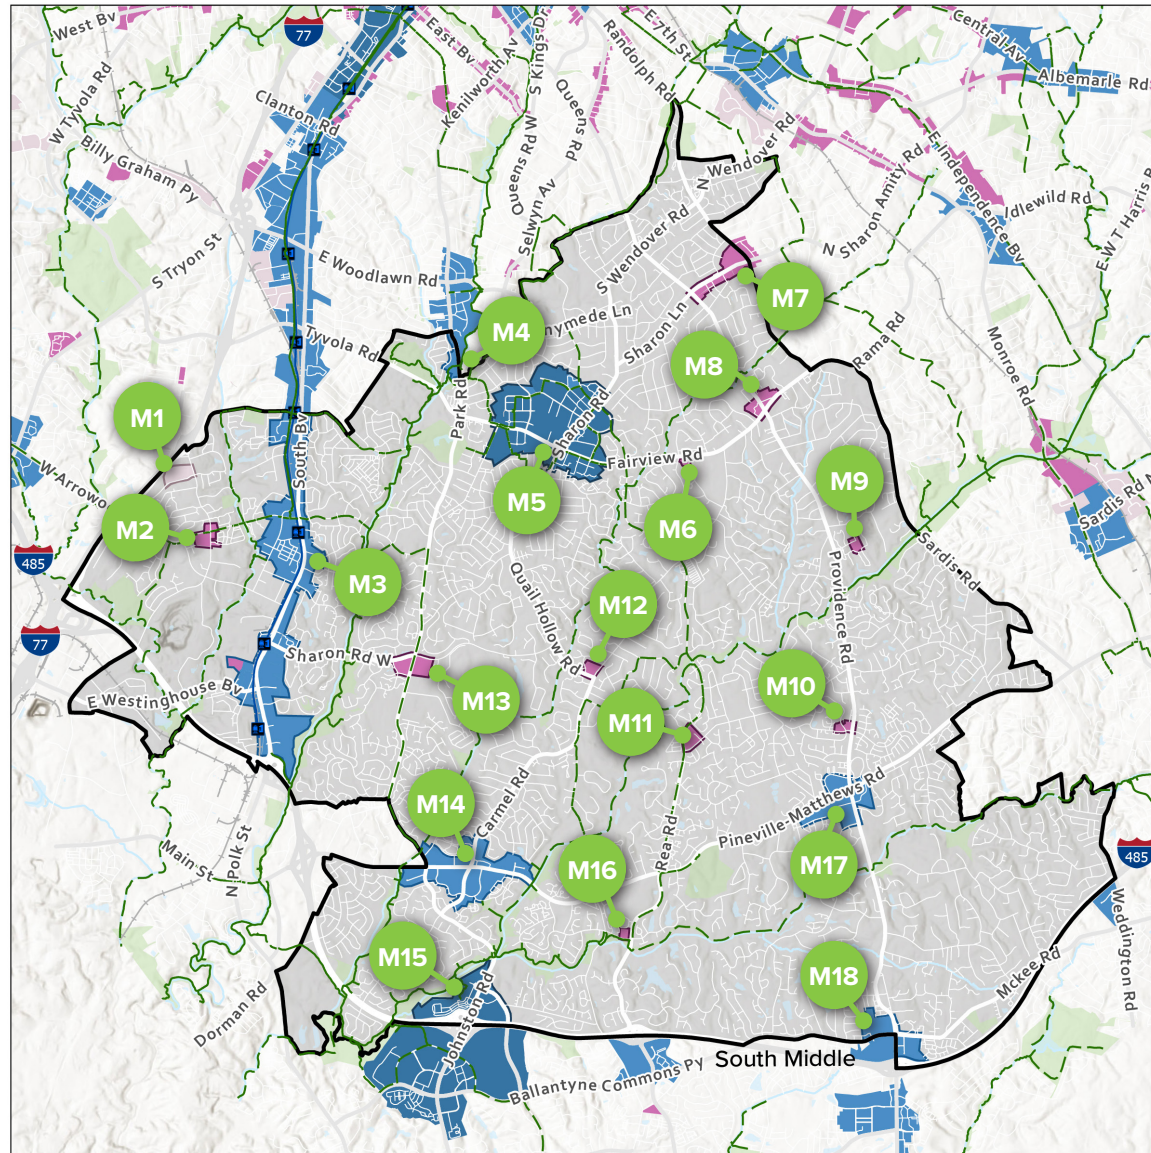 West Bv
77
East Bv
Kenilworth Av
S Kings Dr
Queens Rd
Randolph Rd
E 7th St
Central Av
Albemarle Rd
W Tyvola Rd
Clanton Rd
Billy Graham Py
Queens Rd W
Selwyn Av
N Wendover Rd
N Sharon Amity Rd
E Independence Bv
Idlewild Rd
E W T Harris B
S Tryon St
E Woodlawn Rd
S Wendover Rd
M7
Tyvola Rd
M4
nymede Ln
Sharon Ln
Rama Rd
Monroe Rd
M8
M1
Park Rd
Sharon Rd
South Bv
Fairview Rd
M9
W Arrowoo
M2
M5
M6
Sardis Rd N
485
M3
Sardis Rd
Quail Hollow Rd
M12
Providence Rd
77
Sharon Rd W
E Westinghouse Bv
M13
M10
M11
M14
Carmel Rd
Pineville-Matthews Rd
Main St
N Polk St
M16
Rea Rd
M17
485
Weddington Rd
M15
M18
Mckee Rd
Dorman Rd
Johnston Rd
South Middle
Ballantyne Commons Py